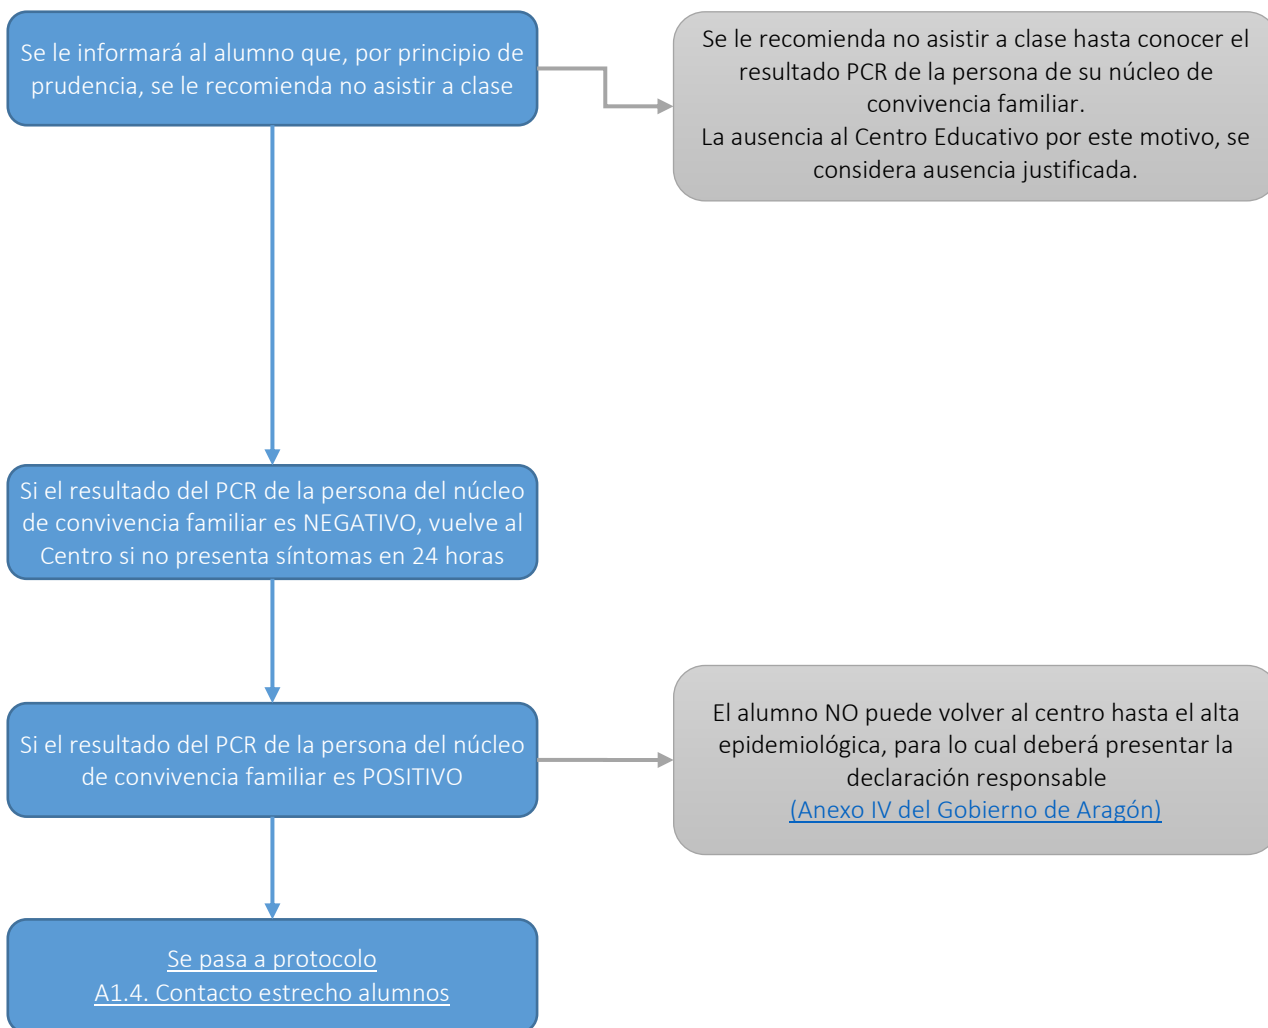 Se le informará al alumno que, por principio de
prudencia, se le recomienda no asistir a clase
Se le recomienda no asistir a clase hasta conocer el
resultado PCR de la persona de su núcleo de
convivencia familiar.
La ausencia al Centro Educativo por este motivo, se
considera ausencia justificada.
Si el resultado del PCR de la persona del núcleo
de convivencia familiar es NEGATIVO, vuelve al
Centro si no presenta síntomas en 24 horas
Si el resultado del PCR de la persona del núcleo
de convivencia familiar es POSITIVO
El alumno NO puede volver al centro hasta el alta
epidemiológica, para lo cual deberá presentar la
declaración responsable
(Anexo IV del Gobierno de Aragón)
Se pasa a protocolo
A1.4. Contacto estrecho alumnos